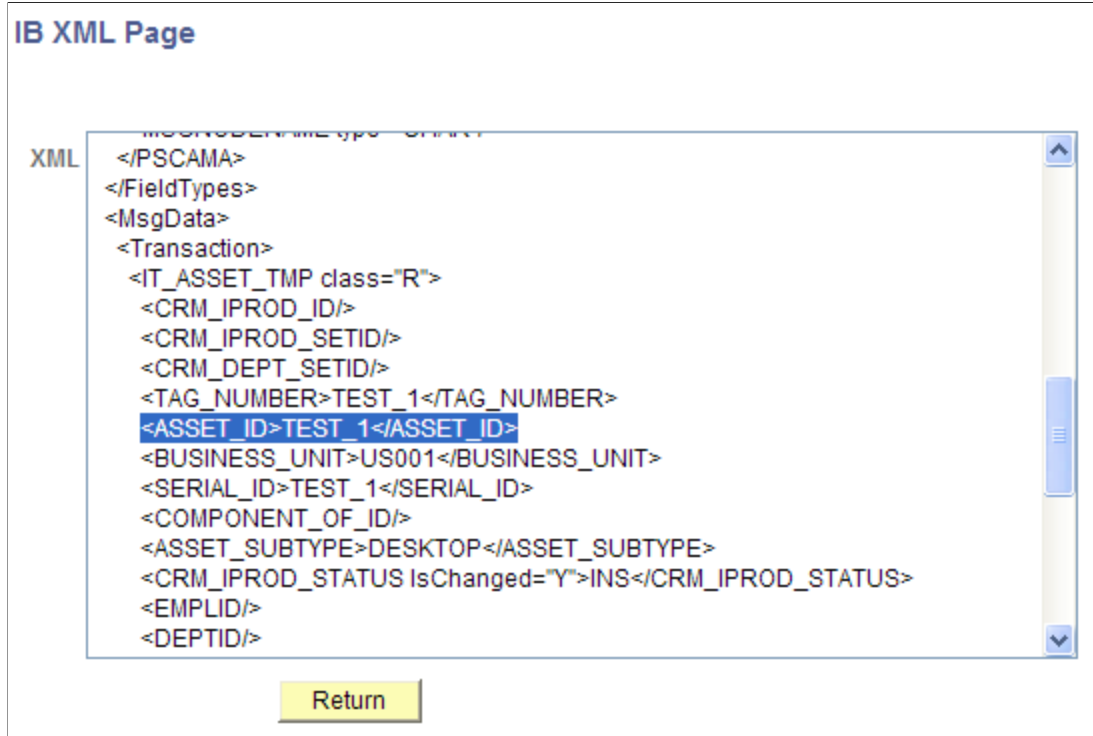 IB XML Page
XML
</PSCAMA>
</FieldTypes>
<MsgData>
<Transaction>
<IT_ASSET_TMP class="R">
<CRM_IPROD_ID/>
<CRM_IPROD_SETID/>
<CRM_DEPT_SETID/>
<TAG_NUMBER>TEST_1</TAG_NUMBER>
<ASSET_ID>TEST_1</ASSET_ID>
<BUSINESS_UNIT>US001</BUSINESS_UNIT>
<SERIAL_ID>TEST_1</SERIAL_ID>
<COMPONENT_OF_ID/>
<ASSET_SUBTYPE>DESKTOP</ASSET_SUBTYPE>
<CRM_IPROD_STATUS IsChanged="Y">INS</CRM_IPROD_STATUS>
<EMPLID/>
<DEPTID/>
Return